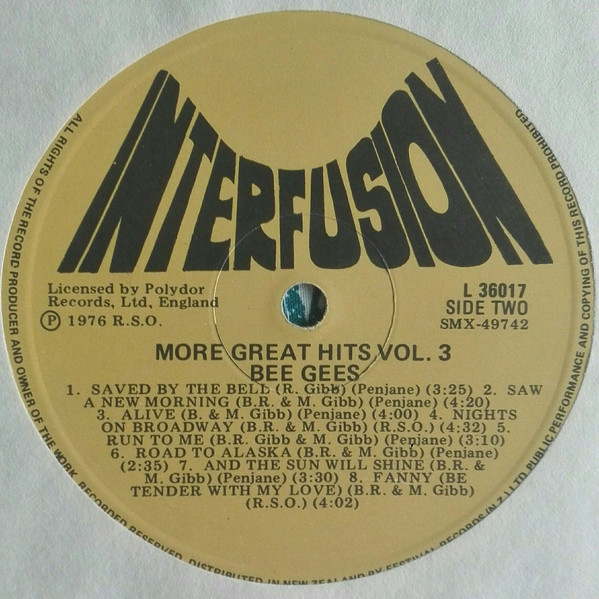 INTERFUSION
Licensed by Polydor
Records, Ltd, England
Ⓟ 1976 R.S.O.
L 36017
SIDE TWO
SMX-49742
MORE GREAT HITS VOL. 3
BEE GEES
1. SAVED BY THE BELL (R. Gibb) (Penjane) (3:25) 2. SAW
A NEW MORNING (B.R. & M. Gibb) (Penjane) (4:20)
3. ALIVE (B. & M. Gibb) (Penjane) (4:00) 4. NIGHTS
ON BROADWAY (B.R. & M. Gibb) (R.S.O.) (4:32) 5.
RUN TO ME (B.R. Gibb & M. Gibb) (Penjane) (3:10)
6. ROAD TO ALASKA (B.R. & M. Gibb) (Penjane)
(2:35) 7. AND THE SUN WILL SHINE (B.R. &
M. Gibb) (Penjane) (3:30) 8. FANNY (BE
TENDER WITH MY LOVE) (B.R. & M. Gibb)
(R.S.O.) (4:02)
ALL RIGHTS OF THE RECORD PRODUCER AND OWNER OF THE WORK RECORDED RESERVED. DISTRIBUTED IN NEW ZEALAND BY FESTIVAL RECORDS (N.Z.) LTD. PUBLIC PERFORMANCE AND COPYING OF THIS RECORD PROHIBITED.